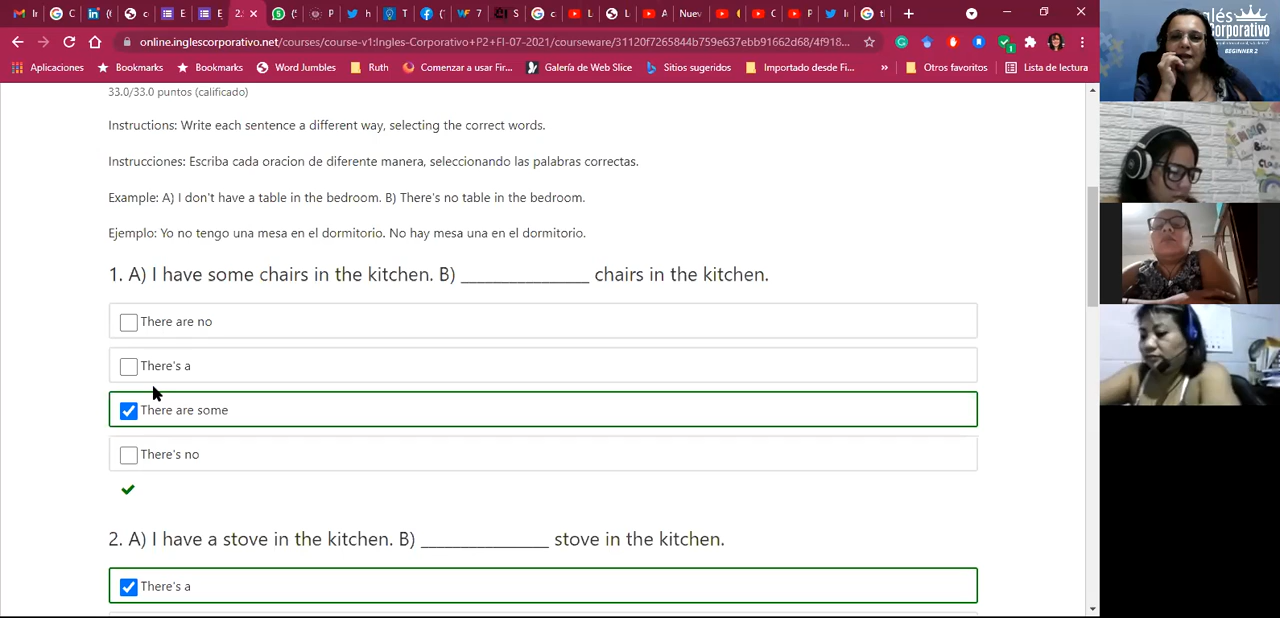 online.inglescorporativo.net/courses/course-v1:Ingles-Corporativo+P2+FI-07-2021/courseware/31120f7265844b759e637ebb91662d68/4f918...
Aplicaciones Bookmarks Bookmarks Word Jumbles Ruth Comenzar a usar Fir... Galería de Web Slice Sitios sugeridos Importado desde Fi... » Otros favoritos Lista de lectura
33.0/33.0 puntos (calificado)
Instructions: Write each sentence a different way, selecting the correct words.
Instrucciones: Escriba cada oracion de diferente manera, seleccionando las palabras correctas.
Example: A) I don't have a table in the bedroom. B) There's no table in the bedroom.
Ejemplo: Yo no tengo una mesa en el dormitorio. No hay mesa una en el dormitorio.
1. A) I have some chairs in the kitchen. B) _______________ chairs in the kitchen.
There are no
There's a
There are some
There's no
2. A) I have a stove in the kitchen. B) _______________ stove in the kitchen.
There's a
BEGINNER 2